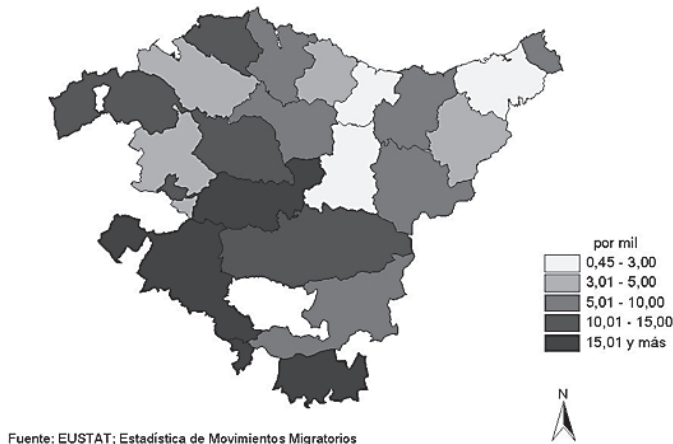 por mil
0,45 - 3,00
3,01 - 5,00
5,01 - 10,00
10,01 - 15,00
15,01 y más
N
Fuente: EUSTAT; Estadística de Movimientos Migratorios